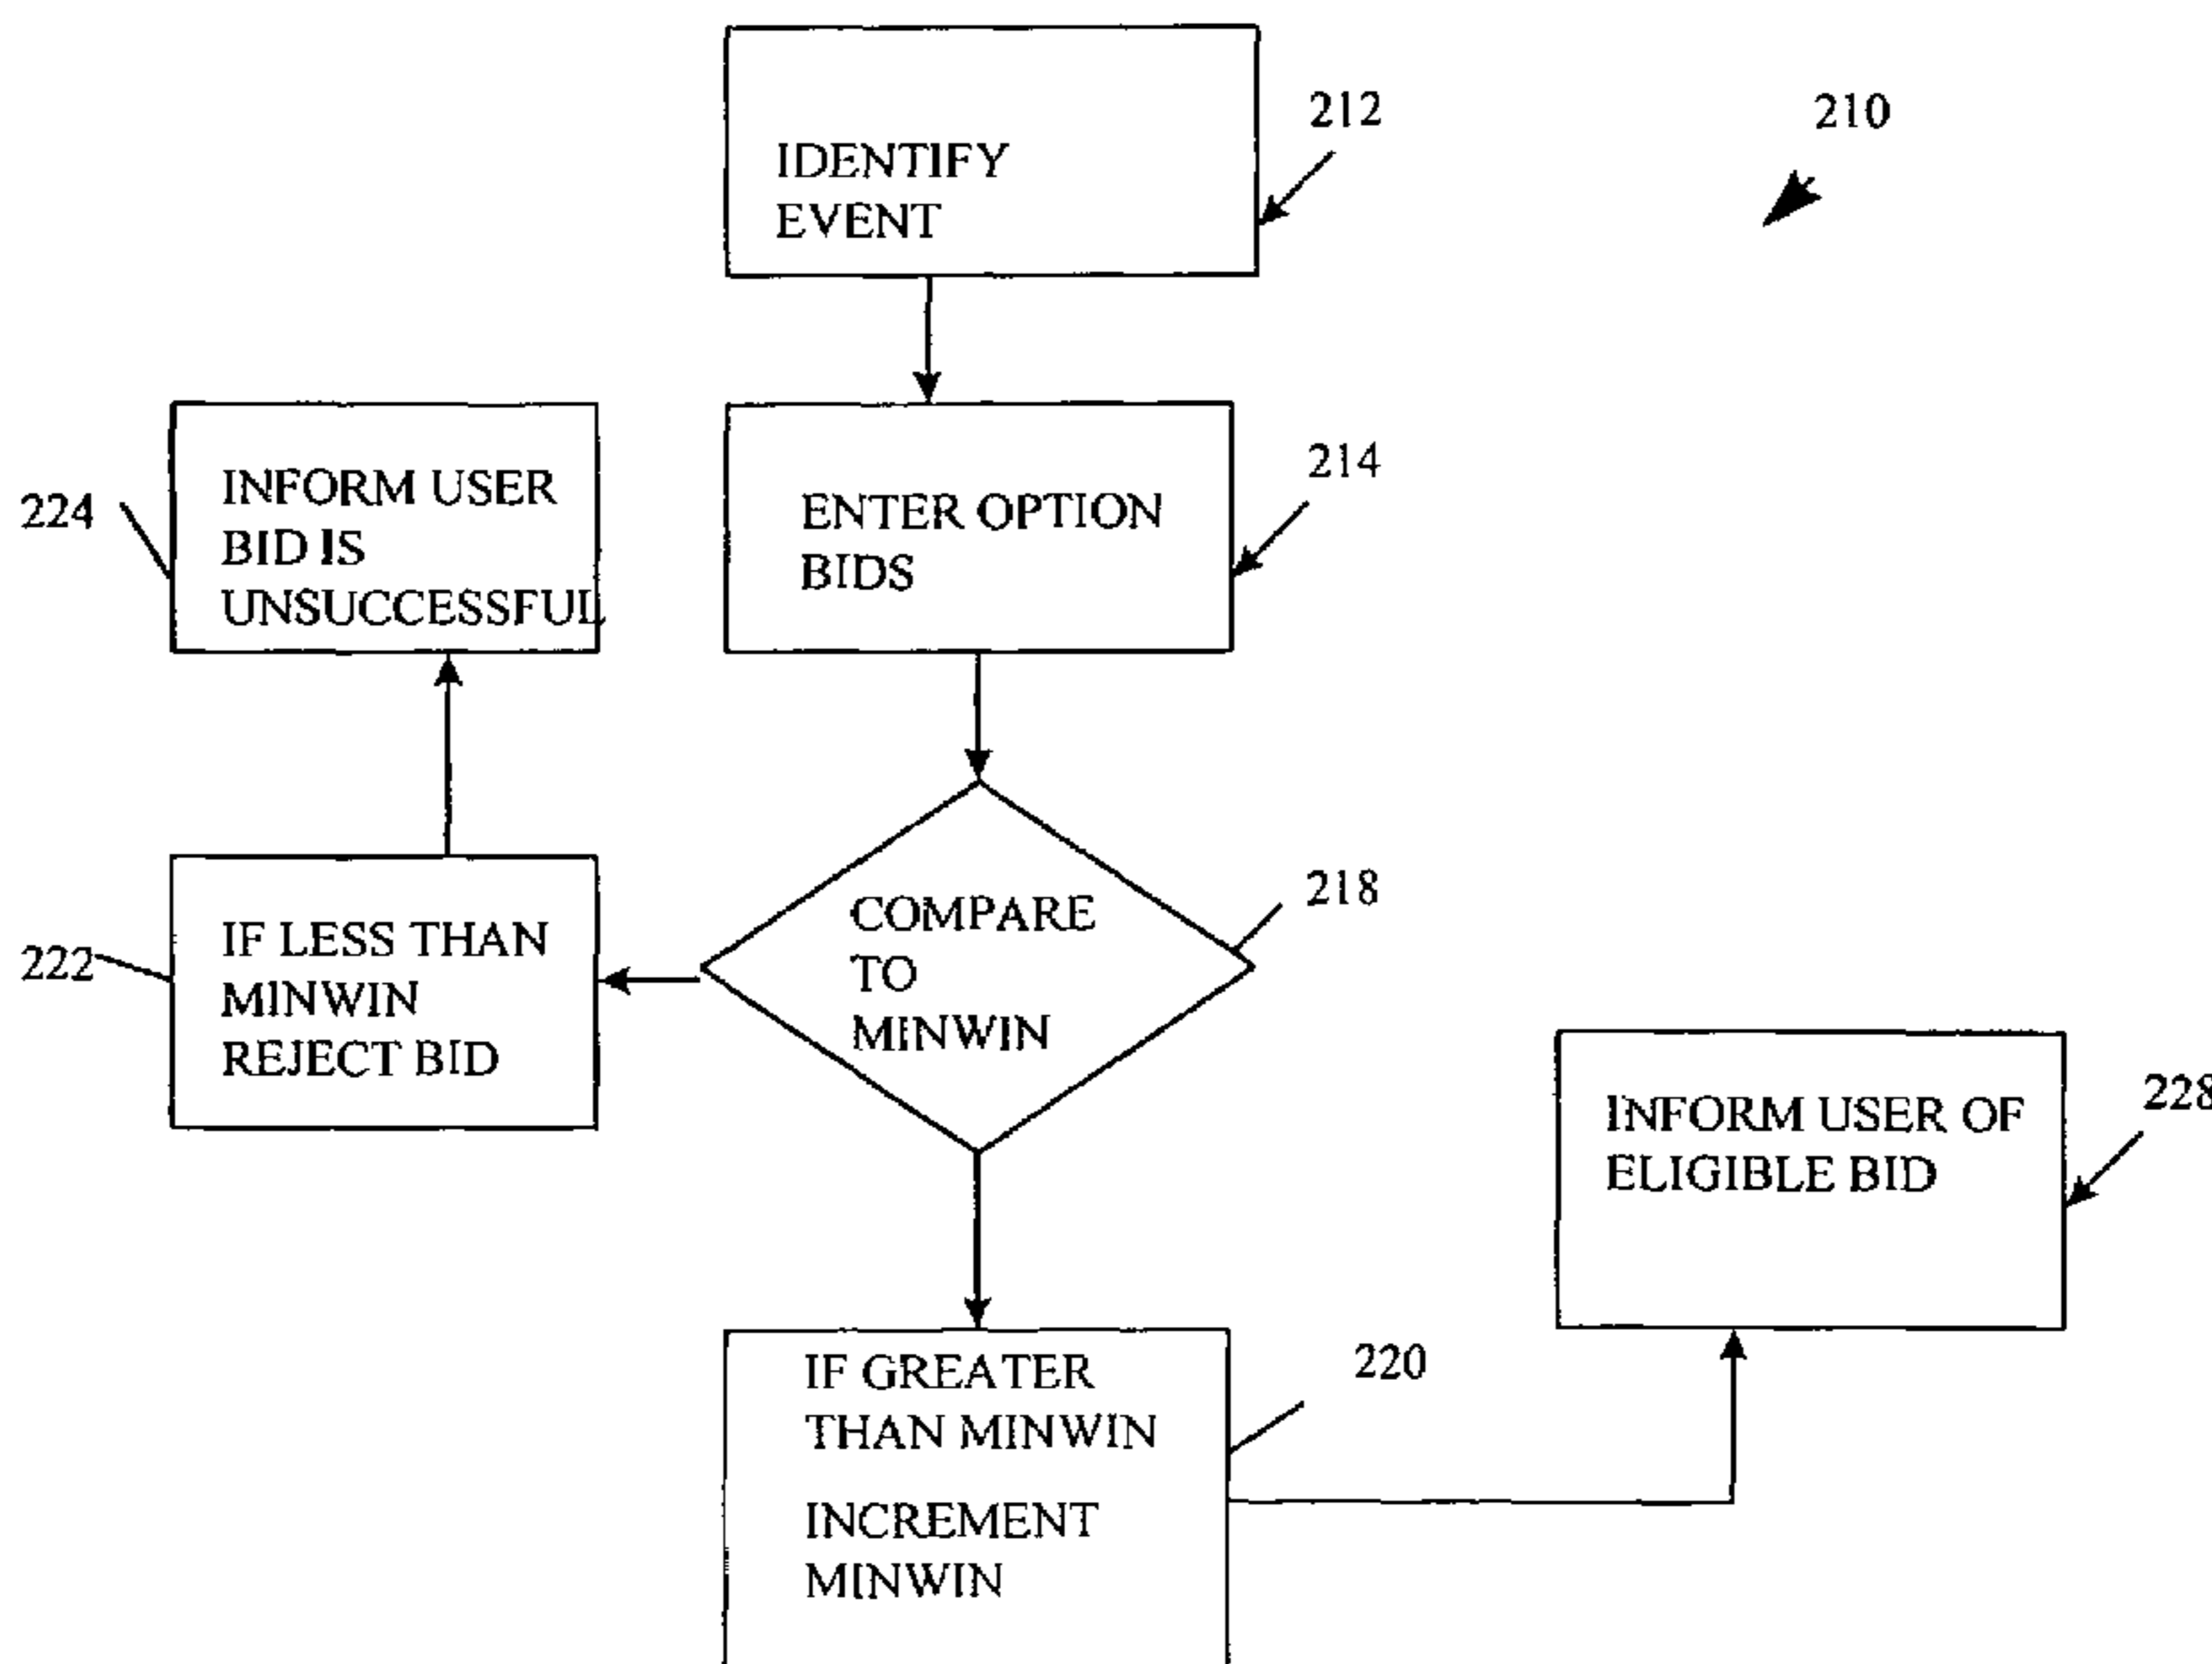 IDENTIFY
EVENT
212
210
INFORM USER
BID IS
UNSUCCESSFUL
224
ENTER OPTION
BIDS
214
IF LESS THAN
MINWIN
REJECT BID
222
COMPARE
TO
MINWIN
218
INFORM USER OF
ELIGIBLE BID
228
IF GREATER
THAN MINWIN
INCREMENT
MINWIN
220